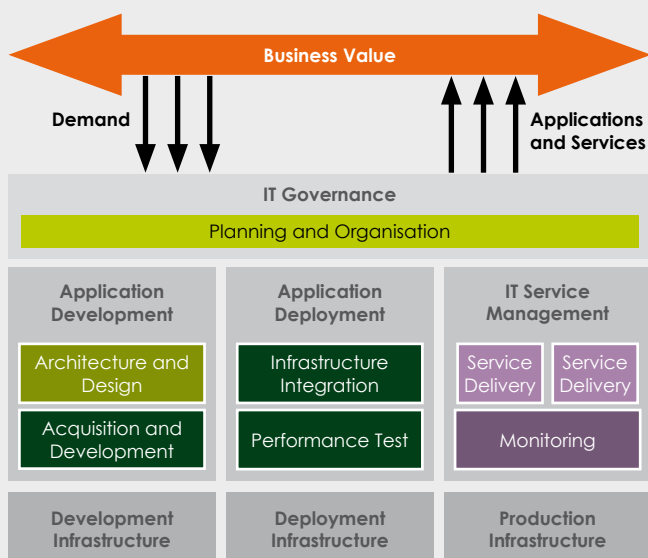 Business Value
Demand
Applications
and Services
IT Governance
Planning and Organisation
Application
Development
Architecture and
Design
Acquisition and
Development
Application
Deployment
Infrastructure
Integration
Performance Test
IT Service
Management
Service
Delivery
Service
Delivery
Monitoring
Development
Infrastructure
Deployment
Infrastructure
Production
Infrastructure